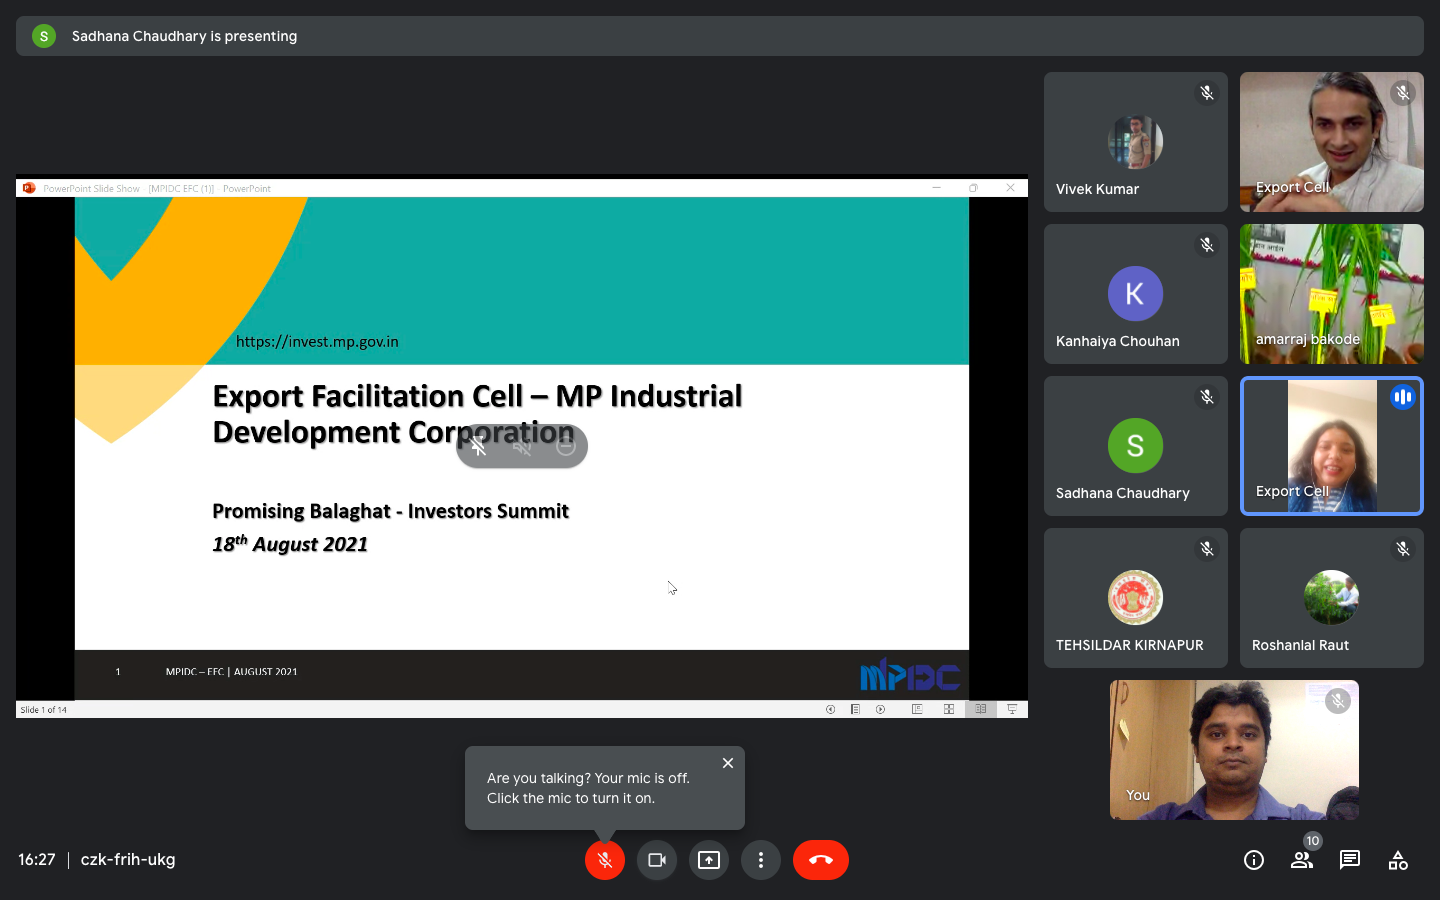 S
Sadhana Chaudhary is presenting
PowerPoint Slide Show - [MPIDC EFC (1)] - PowerPoint
https://invest.mp.gov.in
Export Facilitation Cell – MP Industrial
Development Corporation
Promising Balaghat - Investors Summit
18th August 2021
1
MPIDC – EFC | AUGUST 2021
MPIDC
Slide 1 of 14
Vivek Kumar
Export Cell
K
Kanhaiya Chouhan
amarraj bakode
S
Sadhana Chaudhary
Export Cell
TEHSILDAR KIRNAPUR
Roshanlal Raut
You
Are you talking? Your mic is off.
Click the mic to turn it on.
16:27
czk-frih-ukg
10